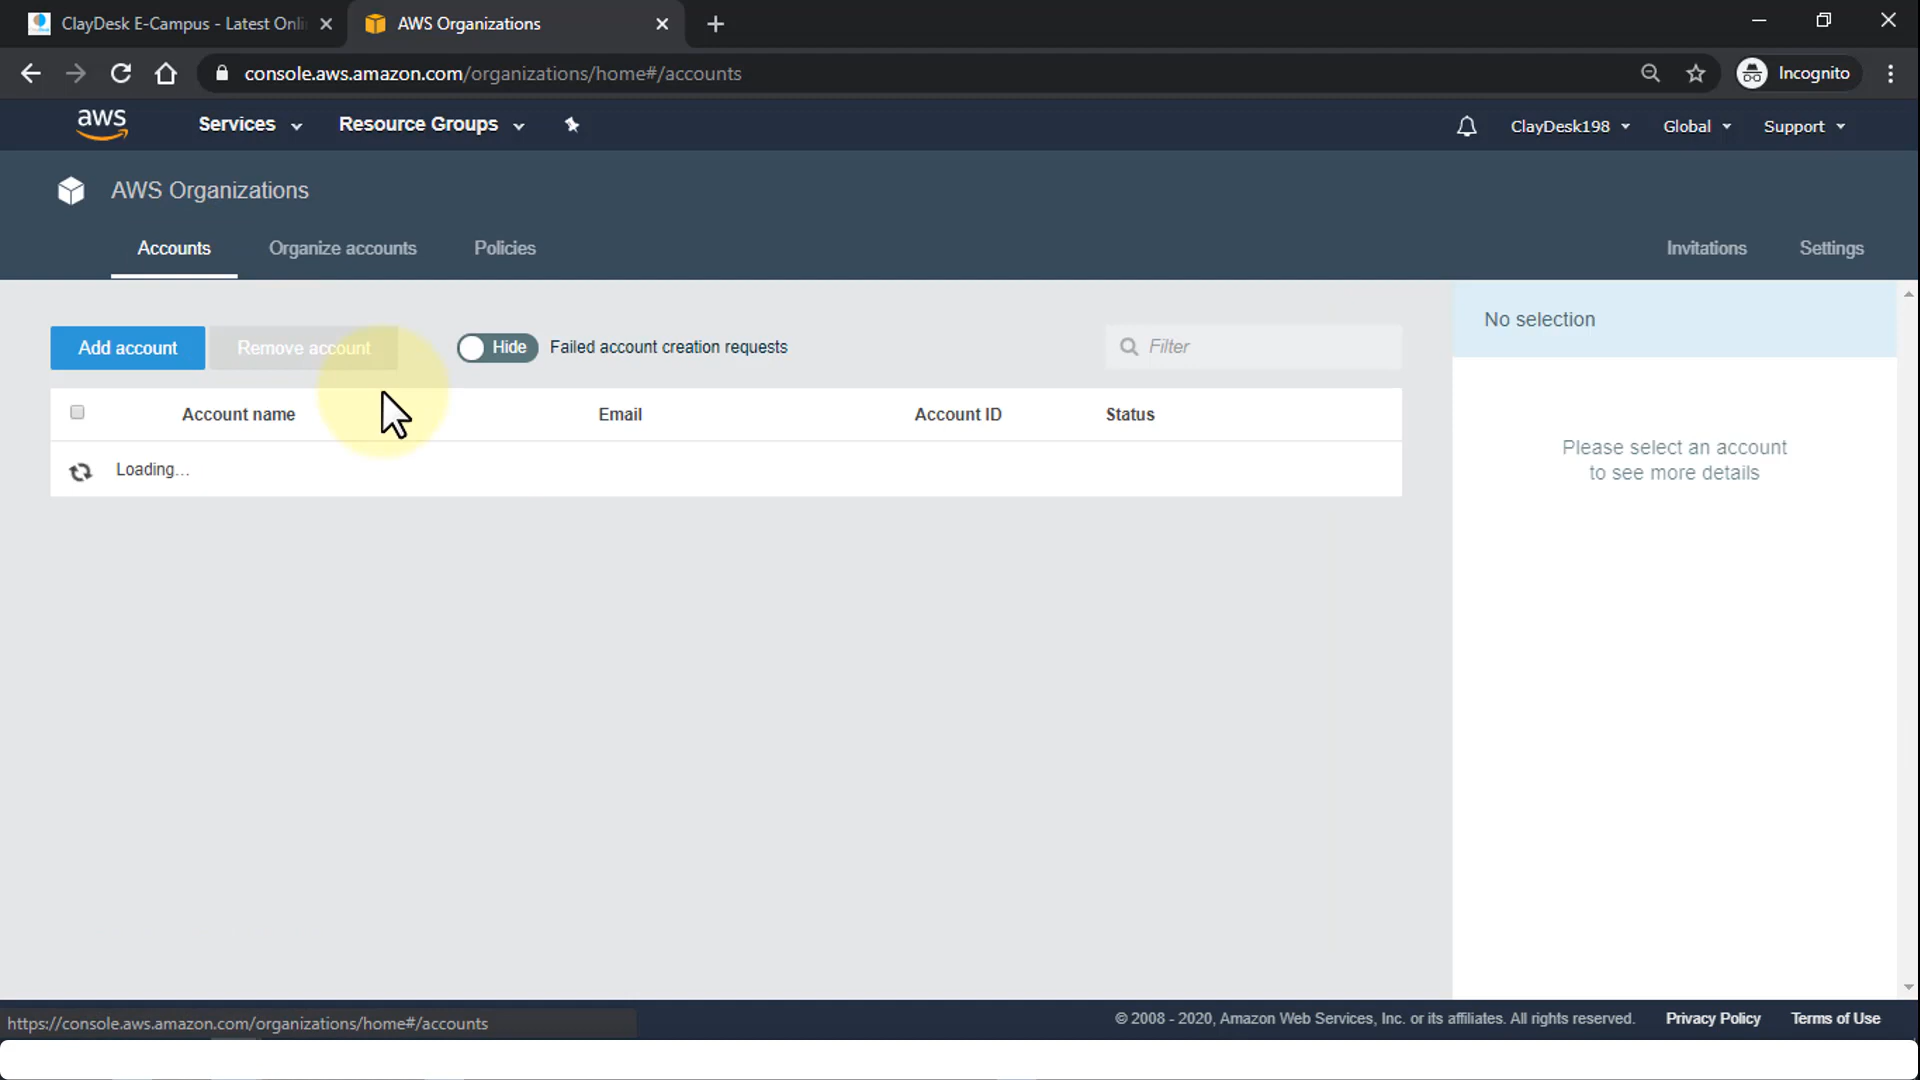 ClayDesk E-Campus - Latest Onli
AWS Organizations
console.aws.amazon.com/organizations/home#/accounts
Incognito
aws
Services
Resource Groups
ClayDesk198
Global
Support
AWS Organizations
Accounts
Organize accounts
Policies
Invitations
Settings
Add account
Remove account
Hide
Failed account creation requests
Filter
No selection
Account name
Email
Account ID
Status
Loading...
Please select an account
to see more details
https://console.aws.amazon.com/organizations/home#/accounts
© 2008 - 2020, Amazon Web Services, Inc. or its affiliates. All rights reserved.
Privacy Policy
Terms of Use